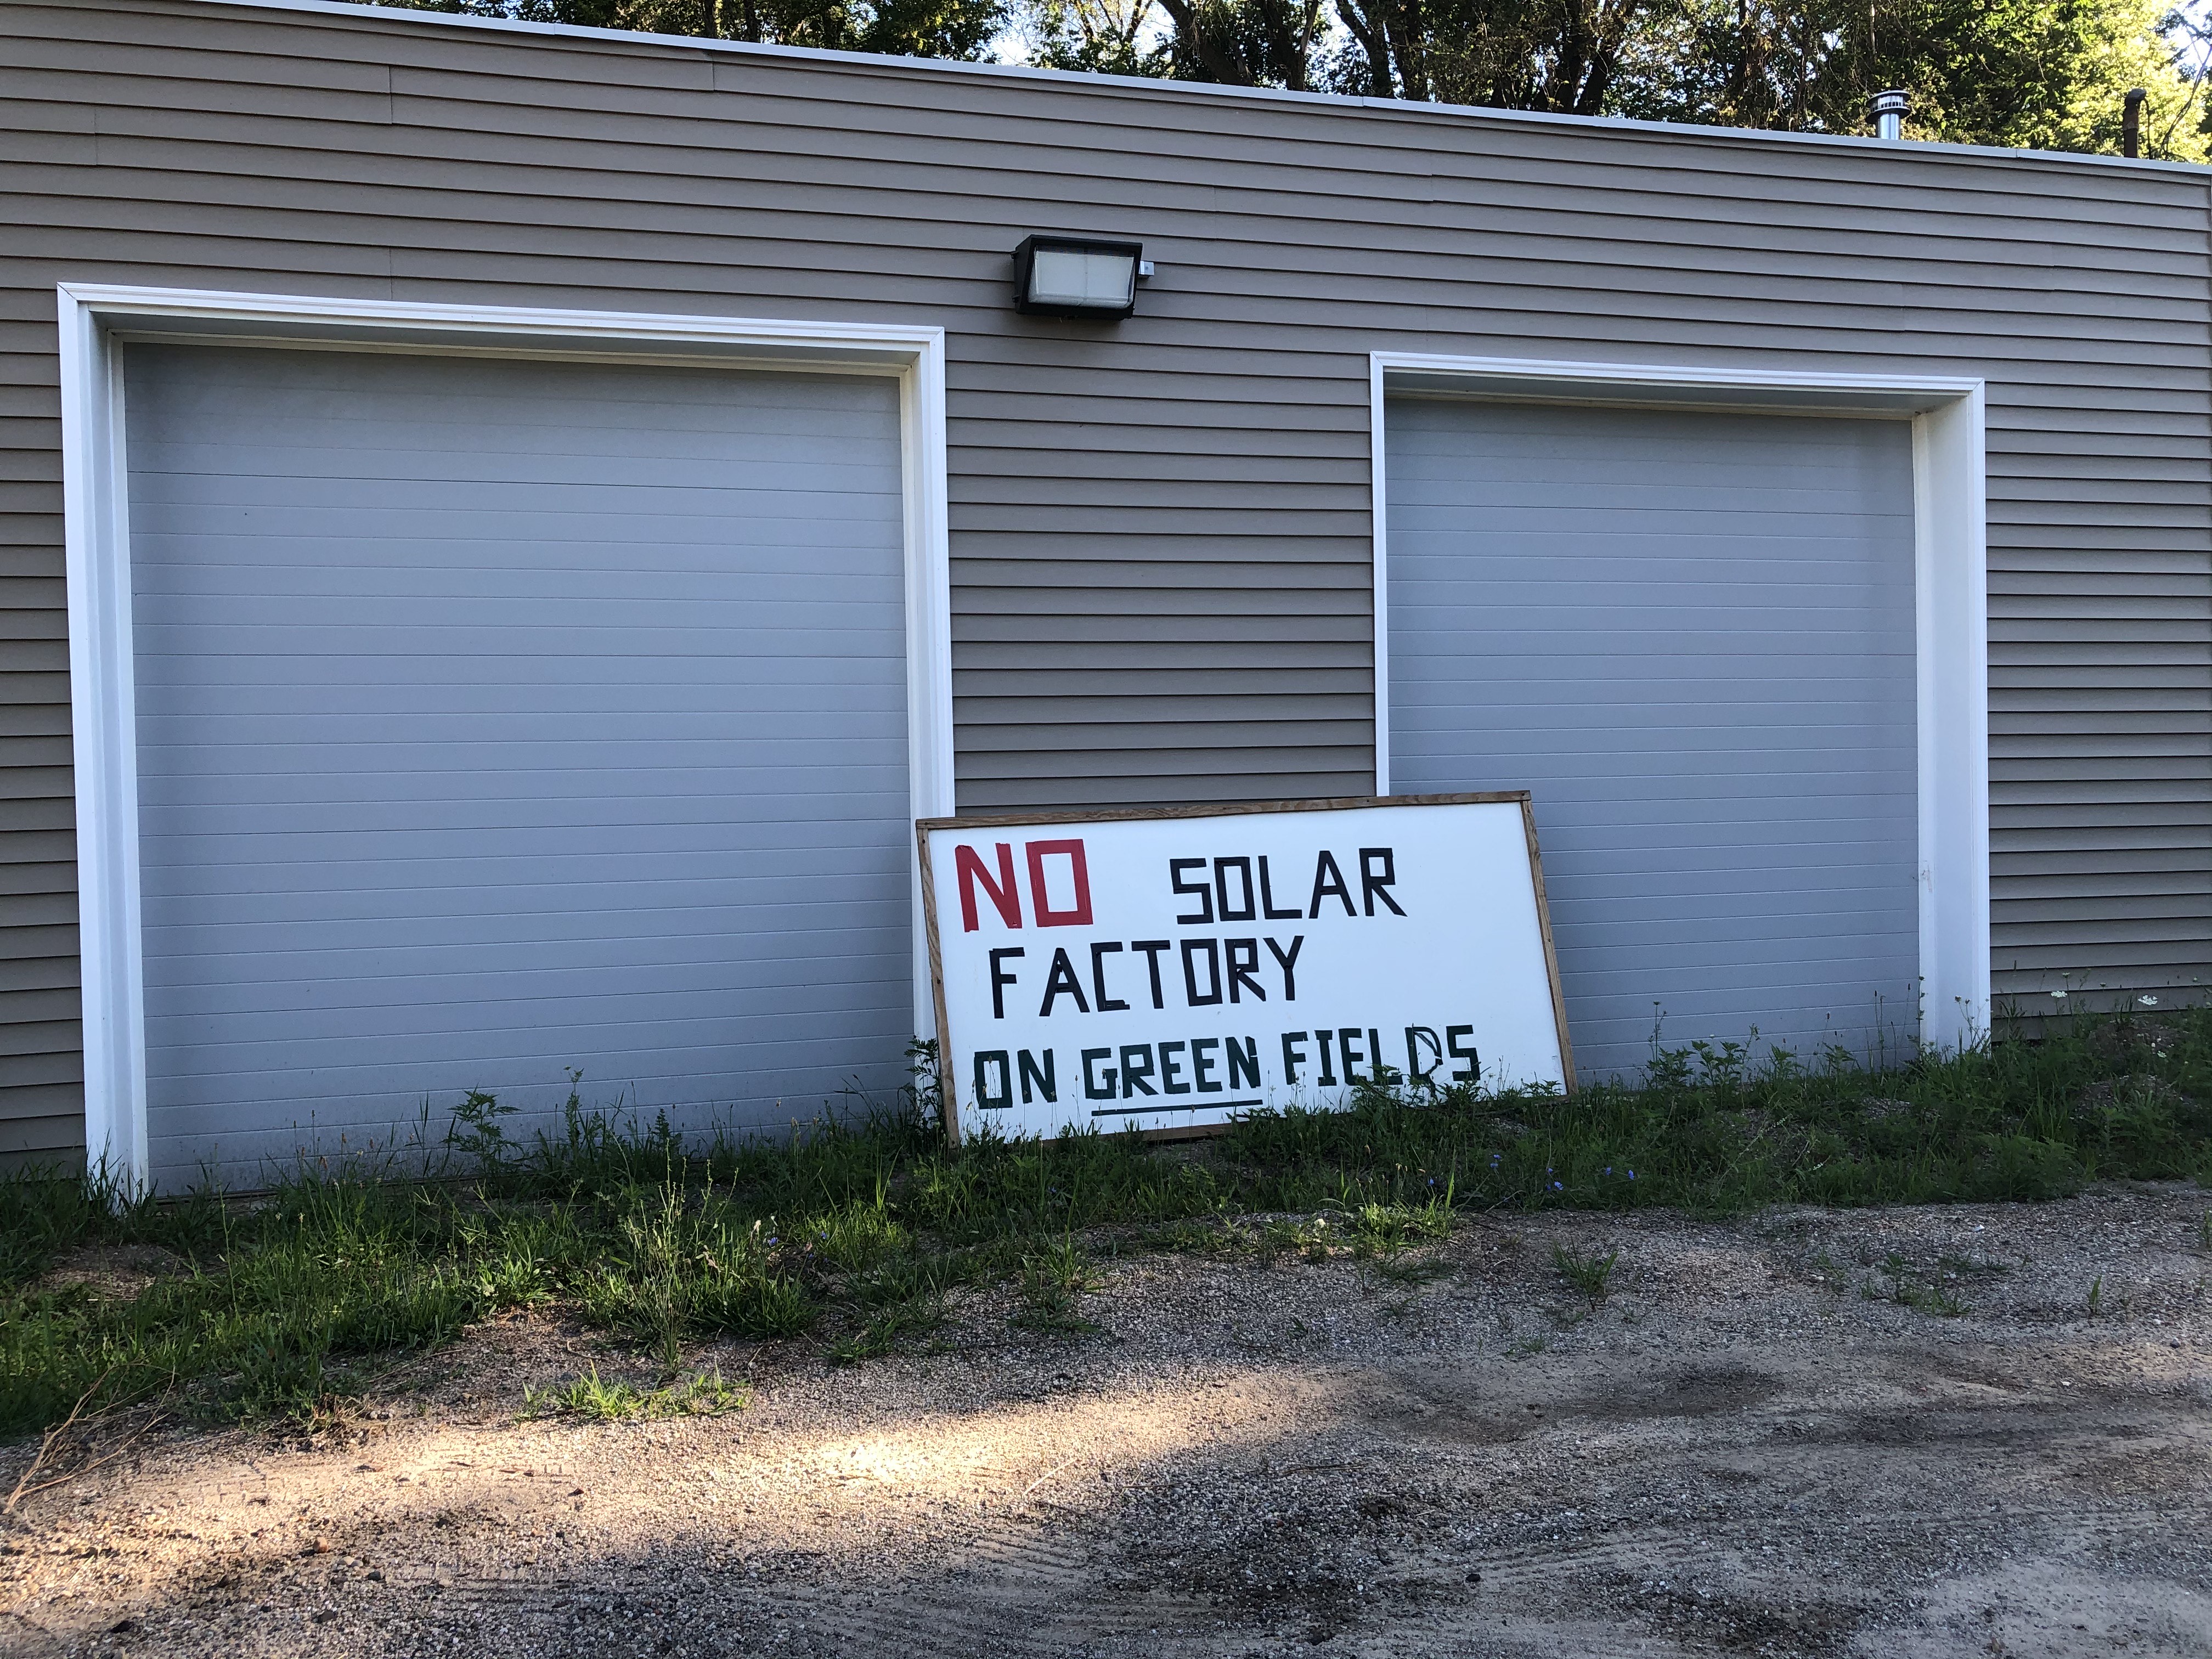 NO SOLAR
FACTORY
ON GREEN FIELDS